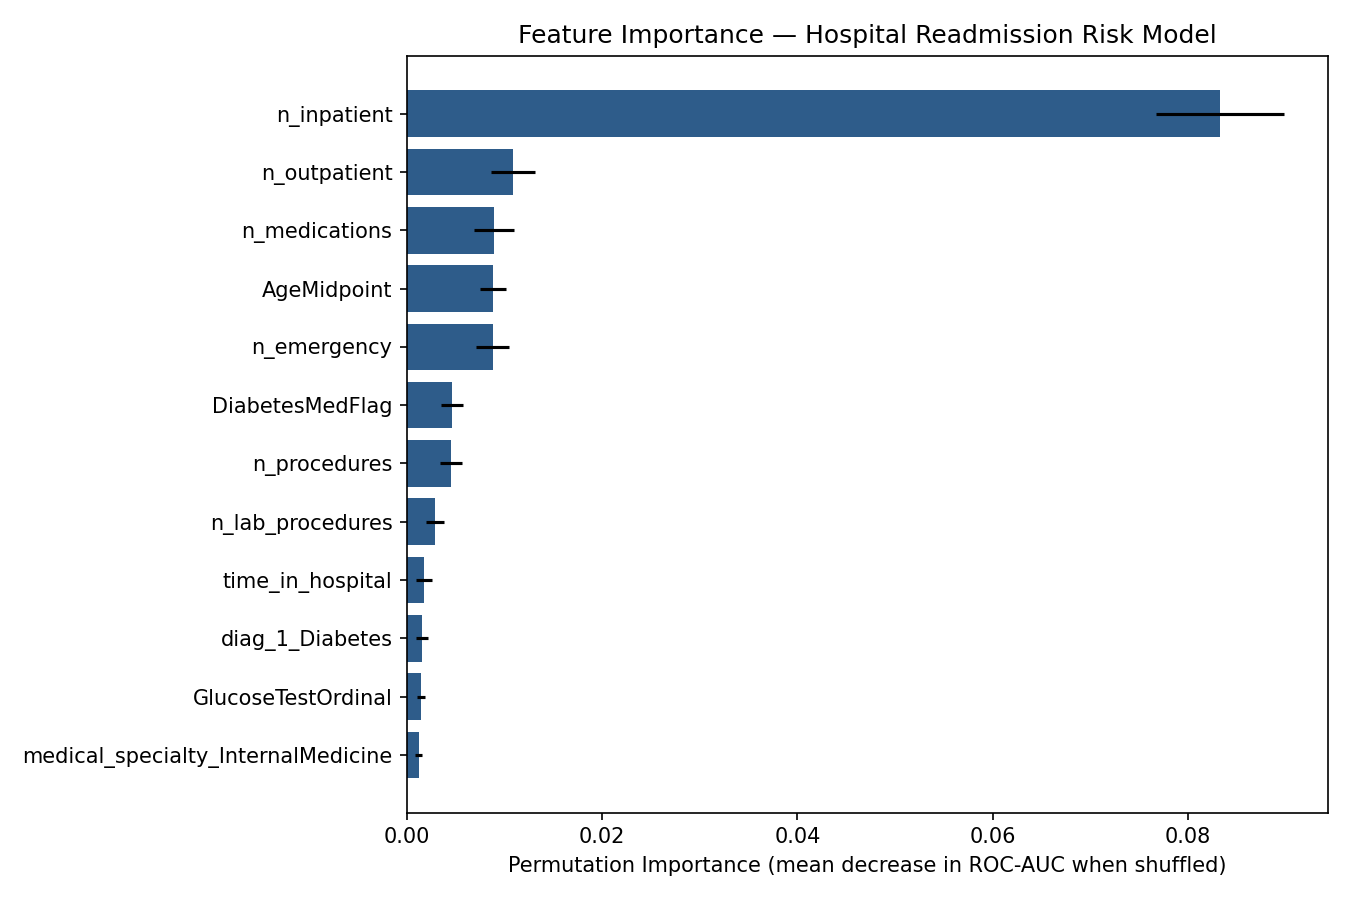 Feature Importance — Hospital Readmission Risk Model
n_inpatient
n_outpatient
n_medications
AgeMidpoint
n_emergency
DiabetesMedFlag
n_procedures
n_lab_procedures
time_in_hospital
diag_1_Diabetes
GlucoseTestOrdinal
medical_specialty_InternalMedicine
0.00 0.02 0.04 0.06 0.08
Permutation Importance (mean decrease in ROC-AUC when shuffled)